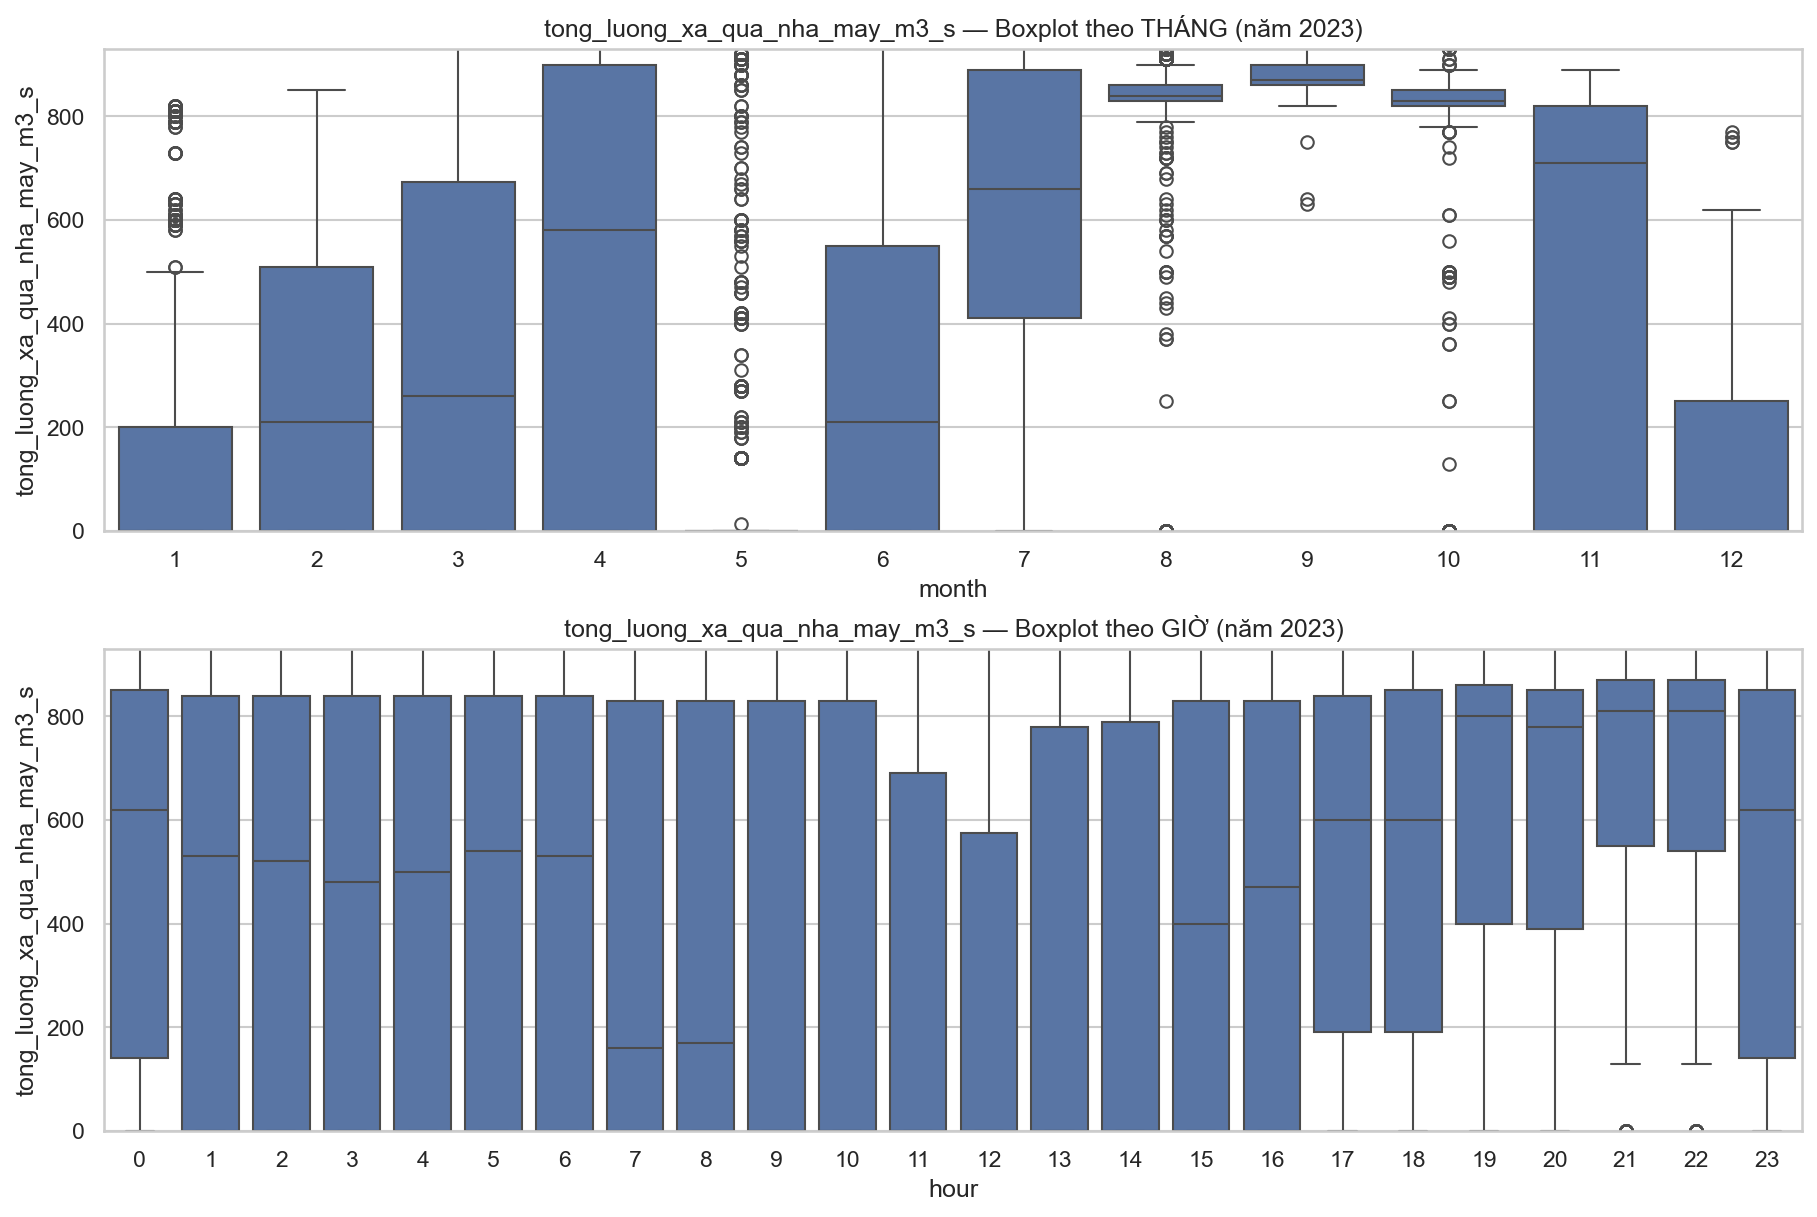 tong_luong_xa_qua_nha_may_m3_s — Boxplot theo THÁNG (năm 2023)
tong_luong_xa_qua_nha_may_m3_s
800
600
400
200
0
1 2 3 4 5 6 7 8 9 10 11 12
month
tong_luong_xa_qua_nha_may_m3_s — Boxplot theo GIỜ (năm 2023)
tong_luong_xa_qua_nha_may_m3_s
800
600
400
200
0
0 1 2 3 4 5 6 7 8 9 10 11 12 13 14 15 16 17 18 19 20 21 22 23
hour